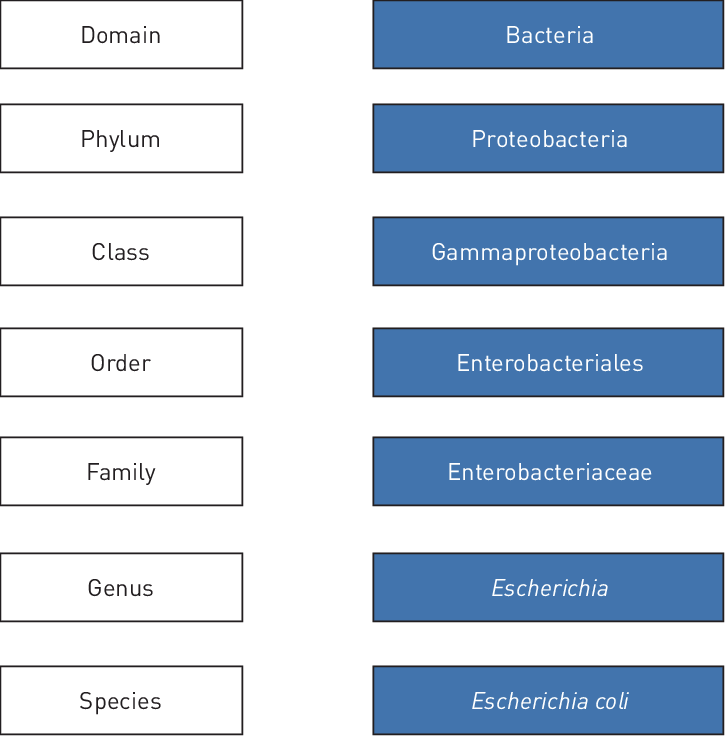 Domain Bacteria
Phylum Proteobacteria
Class Gammaproteobacteria
Order Enterobacteriales
Family Enterobacteriaceae
Genus Escherichia
Species Escherichia coli